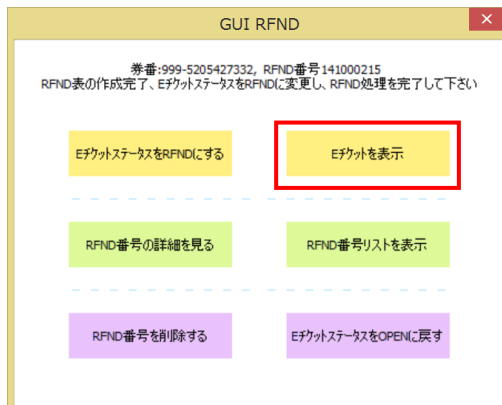 GUI RFND
券番:999-5205427332, RFND番号141000215
RFND表の作成完了、EチケットステータスをRFNDに変更し、RFND処理を完了して下さい
EチケットステータスをRFNDにする
Eチケットを表示
RFND番号の詳細を見る
RFND番号リストを表示
RFND番号を削除する
EチケットステータスをOPENに戻す